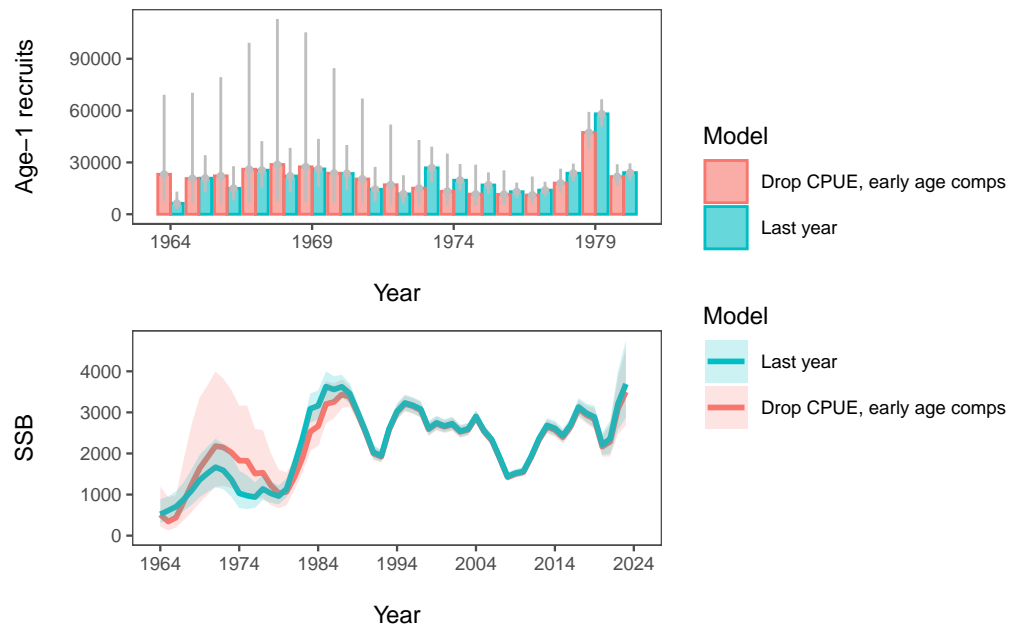 Age−1 recruits
90000
60000
30000
0
1964 1969 1974 1979
Year
Model
Drop CPUE, early age comps
Last year
SSB
4000
3000
2000
1000
0
1964 1974 1984 1994 2004 2014 2024
Year
Model
Last year
Drop CPUE, early age comps